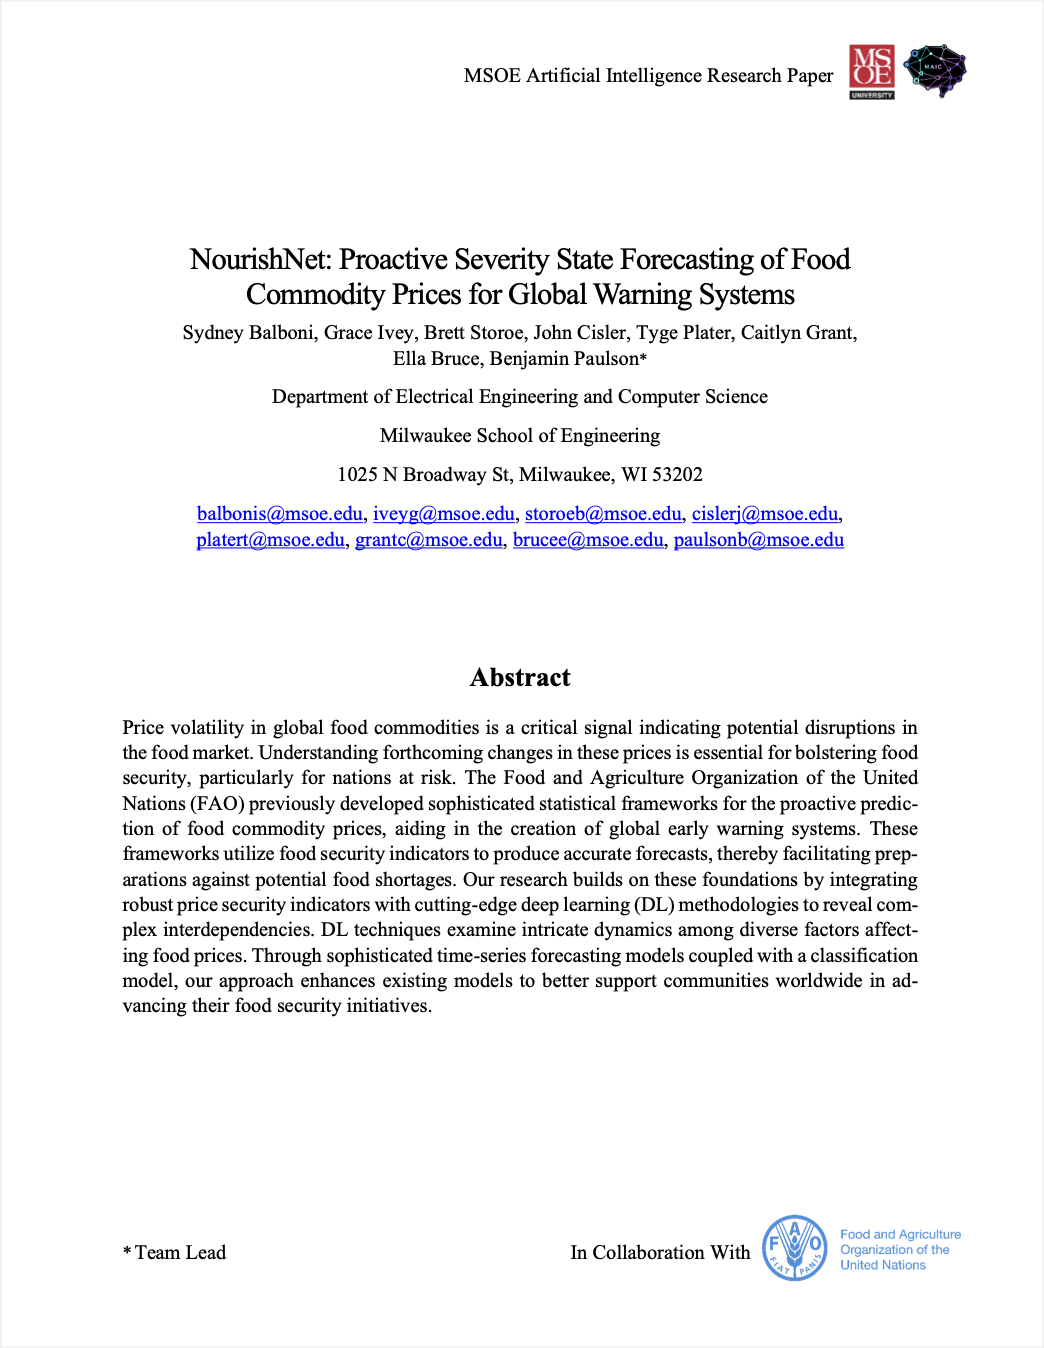 MSOE Artificial Intelligence Research Paper
MS
OE
UNIVERSITY
MAIC
NourishNet: Proactive Severity State Forecasting of Food
Commodity Prices for Global Warning Systems
Sydney Balboni, Grace Ivey, Brett Storoe, John Cisler, Tyge Plater, Caitlyn Grant,
Ella Bruce, Benjamin Paulson*
Department of Electrical Engineering and Computer Science
Milwaukee School of Engineering
1025 N Broadway St, Milwaukee, WI 53202
balbonis@msoe.edu, iveyg@msoe.edu, storoeb@msoe.edu, cislerj@msoe.edu,
platert@msoe.edu, grantc@msoe.edu, brucee@msoe.edu, paulsonb@msoe.edu
Abstract
Price volatility in global food commodities is a critical signal indicating potential disruptions in
the food market. Understanding forthcoming changes in these prices is essential for bolstering food
security, particularly for nations at risk. The Food and Agriculture Organization of the United
Nations (FAO) previously developed sophisticated statistical frameworks for the proactive predic-
tion of food commodity prices, aiding in the creation of global early warning systems. These
frameworks utilize food security indicators to produce accurate forecasts, thereby facilitating prep-
arations against potential food shortages. Our research builds on these foundations by integrating
robust price security indicators with cutting-edge deep learning (DL) methodologies to reveal com-
plex interdependencies. DL techniques examine intricate dynamics among diverse factors affect-
ing food prices. Through sophisticated time-series forecasting models coupled with a classification
model, our approach enhances existing models to better support communities worldwide in ad-
vancing their food security initiatives.
* Team Lead
In Collaboration With
F A O
FIAT PANIS
Food and Agriculture
Organization of the
United Nations